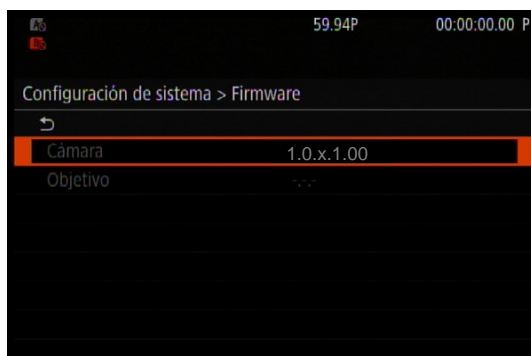 A
59.94P 00:00:00.00 P
B
Configuración de sistema > Firmware
Cámara 1.0.x.1.00
Objetivo -.-.-